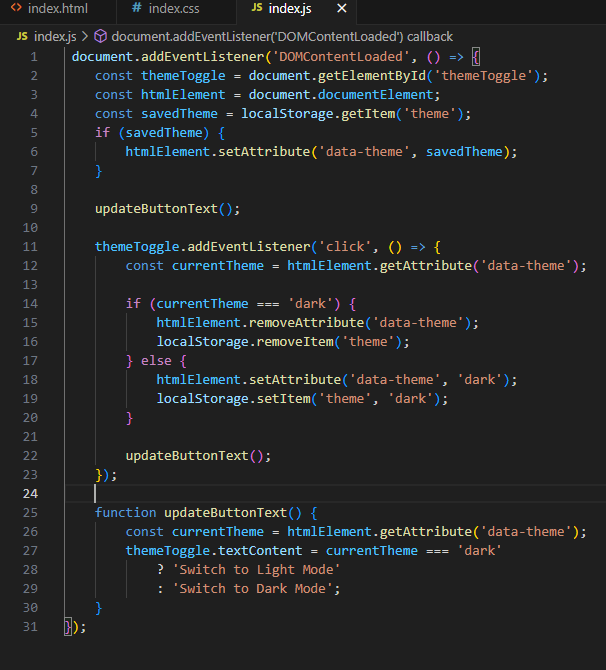 index.html # index.css JS index.js ✕
JS index.js > document.addEventListener('DOMContentLoaded') callback
1 document.addEventListener('DOMContentLoaded', () => {
2 const themeToggle = document.getElementById('themeToggle');
3 const htmlElement = document.documentElement;
4 const savedTheme = localStorage.getItem('theme');
5 if (savedTheme) {
6 htmlElement.setAttribute('data-theme', savedTheme);
7 }
8
9 updateButtonText();
10
11 themeToggle.addEventListener('click', () => {
12 const currentTheme = htmlElement.getAttribute('data-theme');
13
14 if (currentTheme === 'dark') {
15 htmlElement.removeAttribute('data-theme');
16 localStorage.removeItem('theme');
17 } else {
18 htmlElement.setAttribute('data-theme', 'dark');
19 localStorage.setItem('theme', 'dark');
20 }
21
22 updateButtonText();
23 });
24
25 function updateButtonText() {
26 const currentTheme = htmlElement.getAttribute('data-theme');
27 themeToggle.textContent = currentTheme === 'dark'
28 ? 'Switch to Light Mode'
29 : 'Switch to Dark Mode';
30 }
31 });